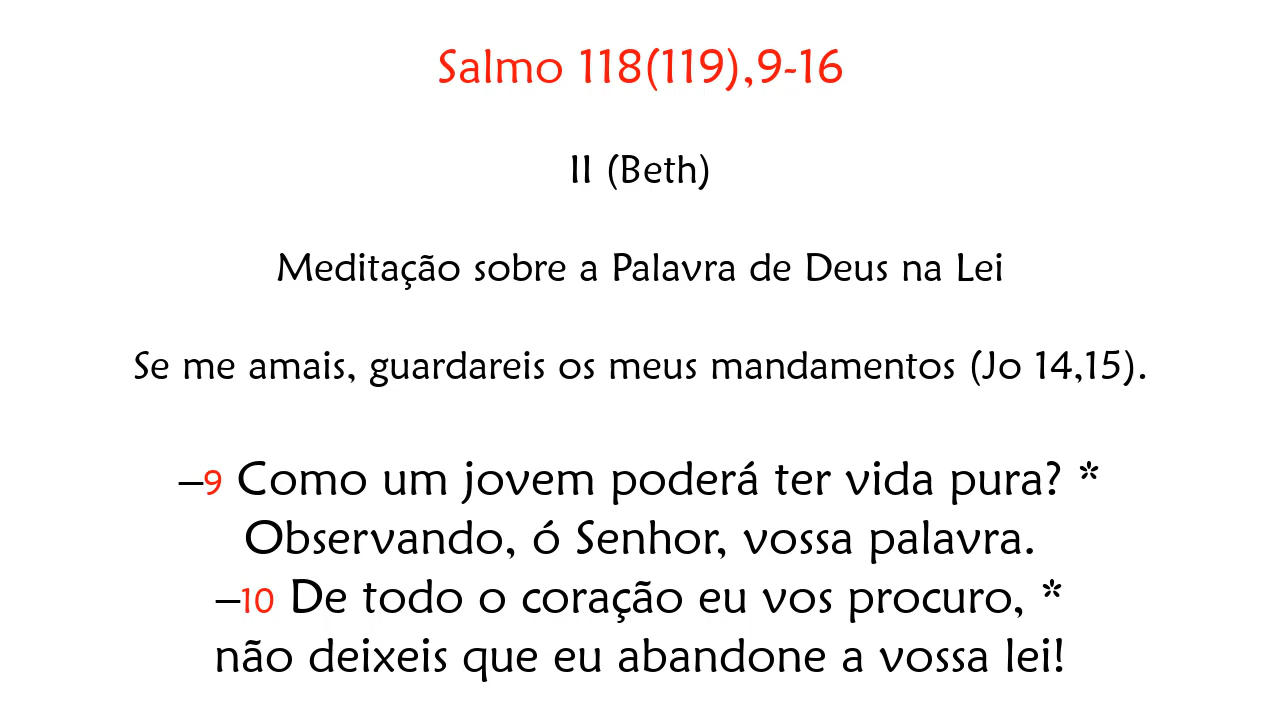 Salmo 118(119),9-16
II (Beth)
Meditação sobre a Palavra de Deus na Lei
Se me amais, guardareis os meus mandamentos (Jo 14,15).
–9 Como um jovem poderá ter vida pura? *
Observando, ó Senhor, vossa palavra.
–10 De todo o coração eu vos procuro, *
não deixeis que eu abandone a vossa lei!